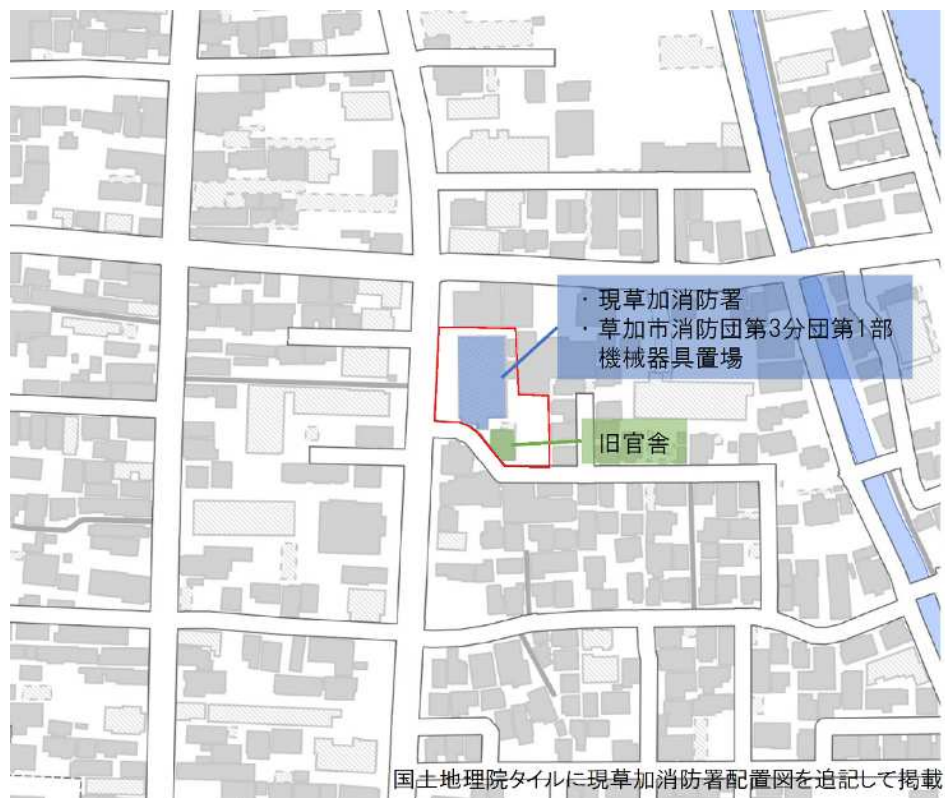 ・現草加消防署
・草加市消防団第3分団第1部
機械器具置場
旧官舎
国土地理院タイルに現草加消防署配置図を追記して掲載